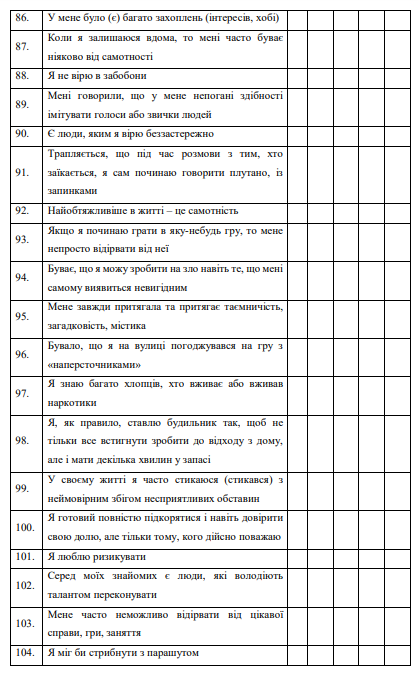 86. У мене було (є) багато захоплень (інтересів, хобі)
87. Коли я залишаюся вдома, то мені часто буває
ніяково від самотності
88. Я не вірю в забобони
89. Мені говорили, що у мене непогані здібності
імітувати голоси або звички людей
90. Є люди, яким я вірю беззастережно
91. Трапляється, що під час розмови з тим, хто
заїкається, я сам починаю говорити плутано, із
запинками
92. Найобтяжливіше в житті – це самотність
93. Якщо я починаю грати в яку-небудь гру, то мене
непросто відірвати від неї
94. Буває, що я можу зробити на зло навіть те, що мені
самому виявиться невигідним
95. Мене завжди притягала та притягає таємничість,
загадковість, містика
96. Бувало, що я на вулиці погоджувався на гру з
«наперсточниками»
97. Я знаю багато хлопців, хто вживає або вживав
наркотики
98. Я, як правило, ставлю будильник так, щоб не
тільки все встигнути зробити до відходу з дому,
але і мати декілька хвилин у запасі
99. У своєму житті я часто стикаюся (стикався) з
неймовірним збігом несприятливих обставин
100. Я готовий повністю підкорятися і навіть довірити
свою долю, але тільки тому, кого дійсно поважаю
101. Я люблю ризикувати
102. Серед моїх знайомих є люди, які володіють
талантом переконувати
103. Мене часто неможливо відірвати від цікавої
справи, гри, заняття
104. Я міг би стрибнути з парашутом